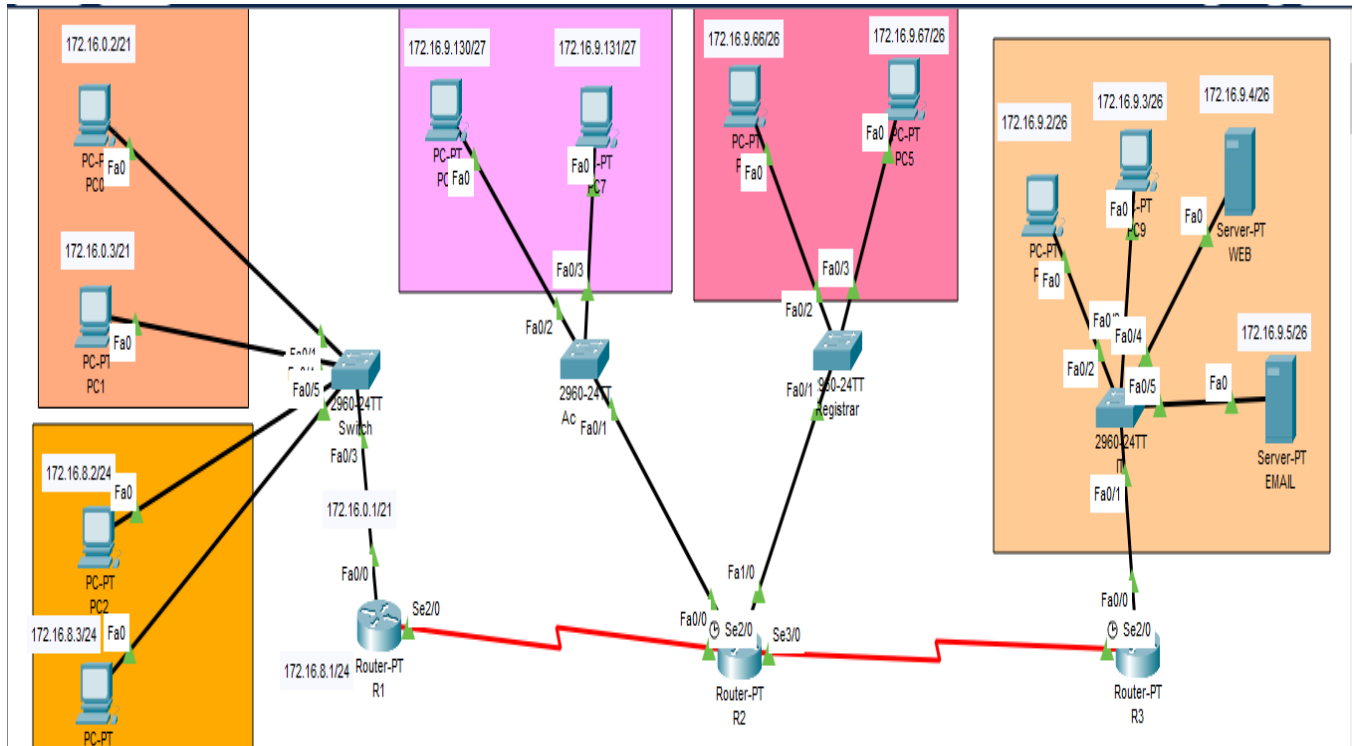 172.16.0.2/21
PC0
Fa0
172.16.0.3/21
Fa0
PC-PT
PC1
172.16.8.2/24
Fa0
PC-PT
PC2
172.16.8.3/24
Fa0
PC-PT
Fa0/5
2960-24TT
Switch
Fa0/3
172.16.0.1/21
Fa0/0
Se2/0
172.16.8.1/24
Router-PT
R1
172.16.9.130/27
172.16.9.131/27
Fa0
Fa0
PC7
Fa0/3
Fa0/2
2960-24TT
Ac
Fa0/1
172.16.9.66/26
172.16.9.67/26
PC-PT
Fa0
Fa0
PC-PT
PC5
Fa0/3
Fa0/2
Fa0/1
Registrar
Fa1/0
Fa0/0
Se2/0
Se3/0
Router-PT
R2
172.16.9.2/26
172.16.9.3/26
172.16.9.4/26
PC-PT
Fa0
Fa0
PC9
Fa0
Server-PT
WEB
172.16.9.5/26
Fa0/4
Fa0/2
Fa0/5
Fa0
2960-24TT
Server-PT
EMAIL
Fa0/1
Fa0/0
Se2/0
Router-PT
R3